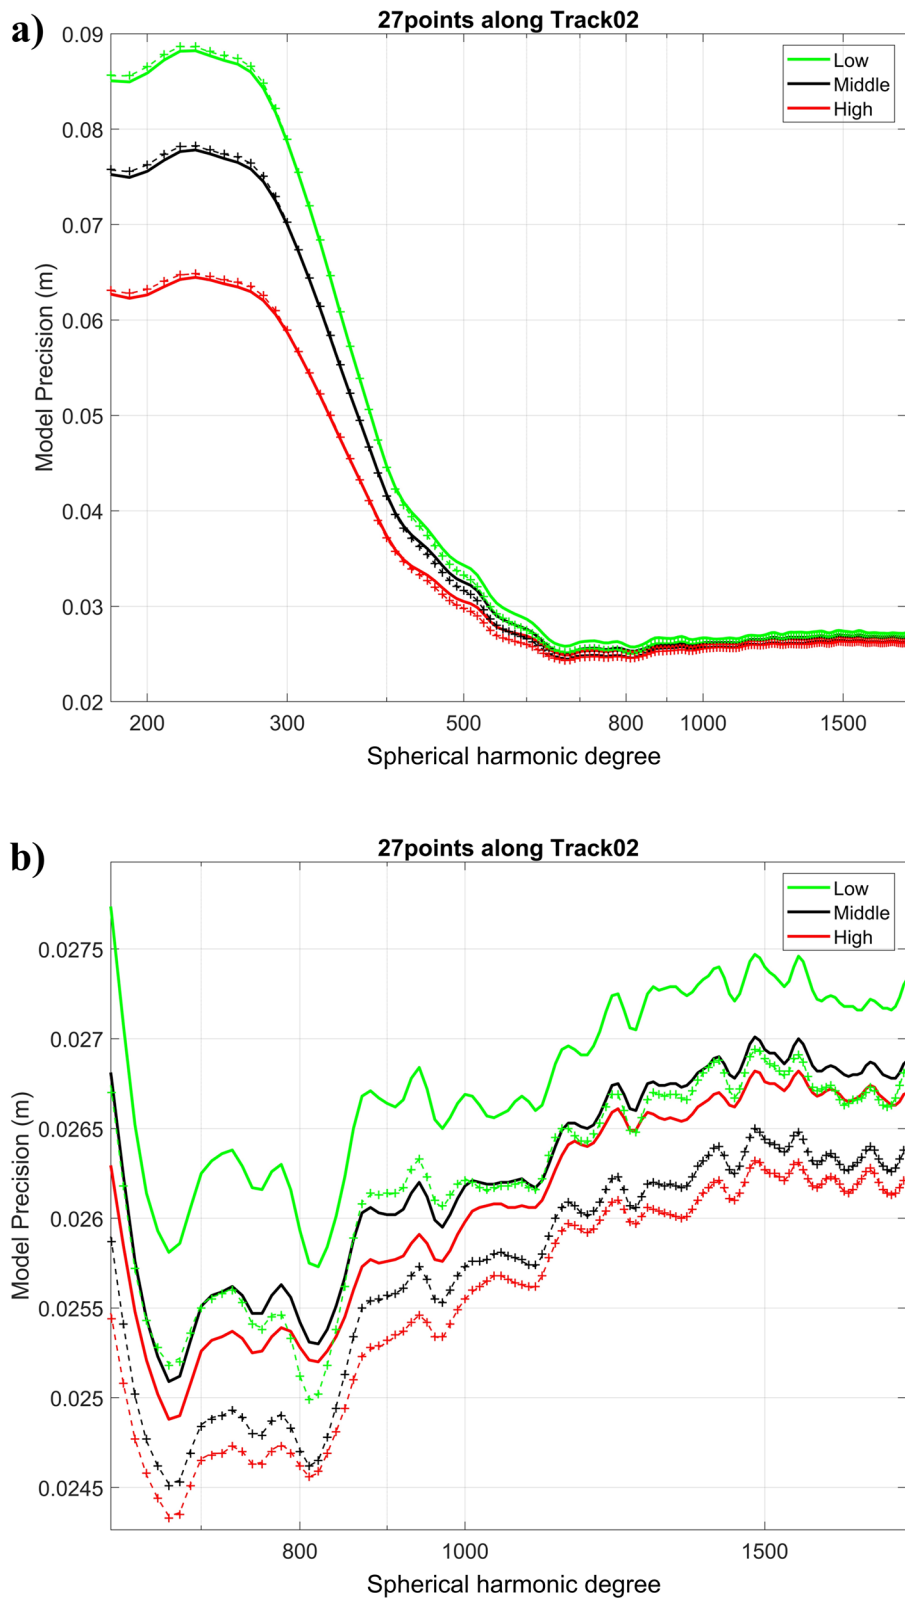 a)
27points along Track02
Low
Middle
High
0.09
0.08
0.07
0.06
0.05
0.04
0.03
0.02
Model Precision (m)
200 300 500 800 1000 1500
Spherical harmonic degree
b)
27points along Track02
Low
Middle
High
0.0275
0.027
0.0265
0.026
0.0255
0.025
0.0245
Model Precision (m)
800 1000 1500
Spherical harmonic degree